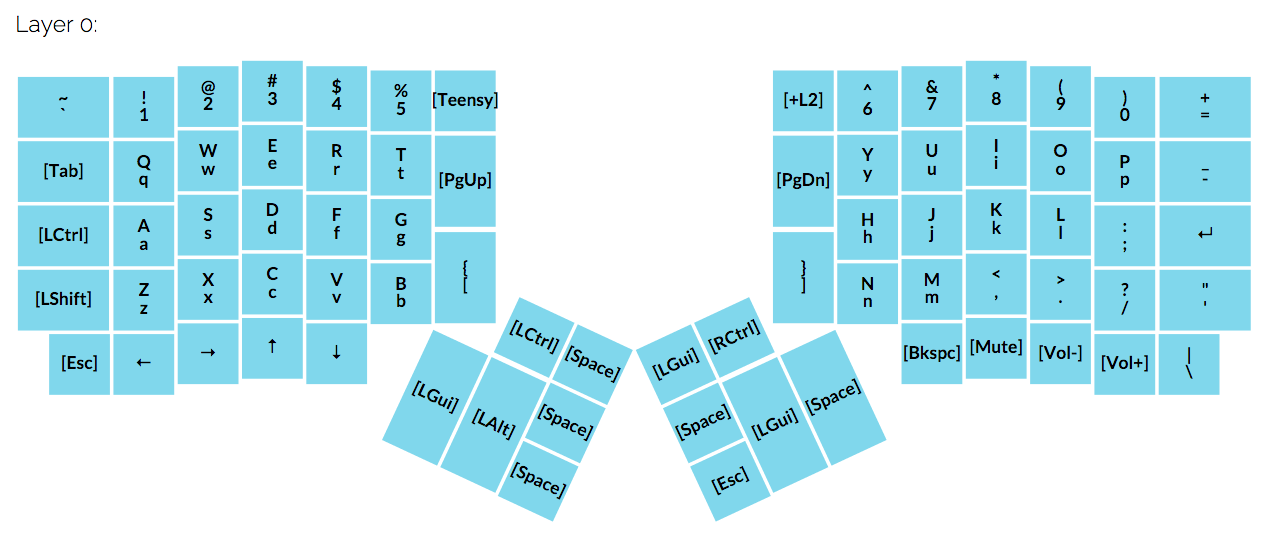 Layer 0:
~ ! @ # $ % [Teensy] [+L2] ^ & * ( ) +
` 1 2 3 4 5 6 7 8 9 0 =
[Tab] Q W E R T [PgUp] [PgDn] Y U I O P _
q w e r t y u i o p -
[LCtrl] A S D F G H J K L : ↵
a s d f g h j k l ;
[LShift] Z X C V B { } N M < > ? "
z x c v b [ ] n m , . / '
[Esc] ← → ↑ ↓ [Bkspc] [Mute] [Vol-] [Vol+] |
\
[LCtrl] [Space] [LGui] [RCtrl]
[LGui] [LAlt] [Space] [Space] [LGui] [Space]
[Space] [Esc]